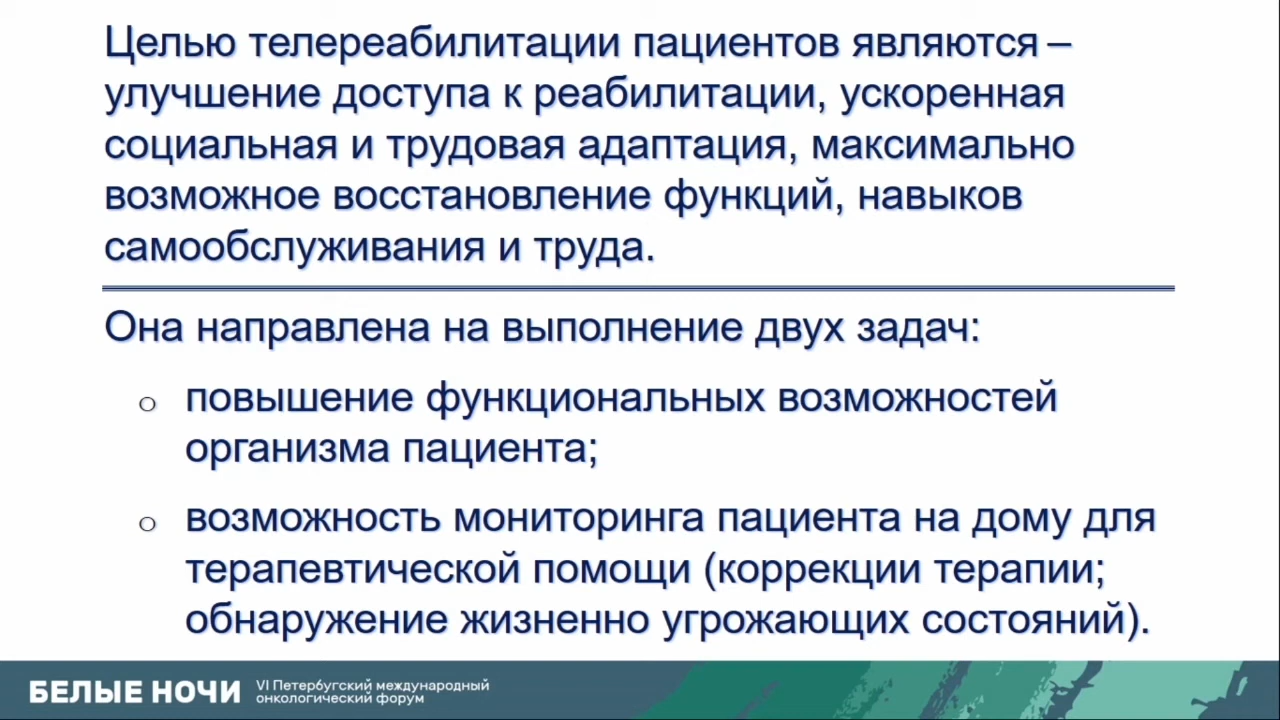 Целью телереабилитации пациентов являются –
улучшение доступа к реабилитации, ускоренная
социальная и трудовая адаптация, максимально
возможное восстановление функций, навыков
самообслуживания и труда.
Она направлена на выполнение двух задач:
o повышение функциональных возможностей
организма пациента;
o возможность мониторинга пациента на дому для
терапевтической помощи (коррекции терапии;
обнаружение жизненно угрожающих состояний).
БЕЛЫЕ НОЧИ
VI Петербугский международный
онкологический форум